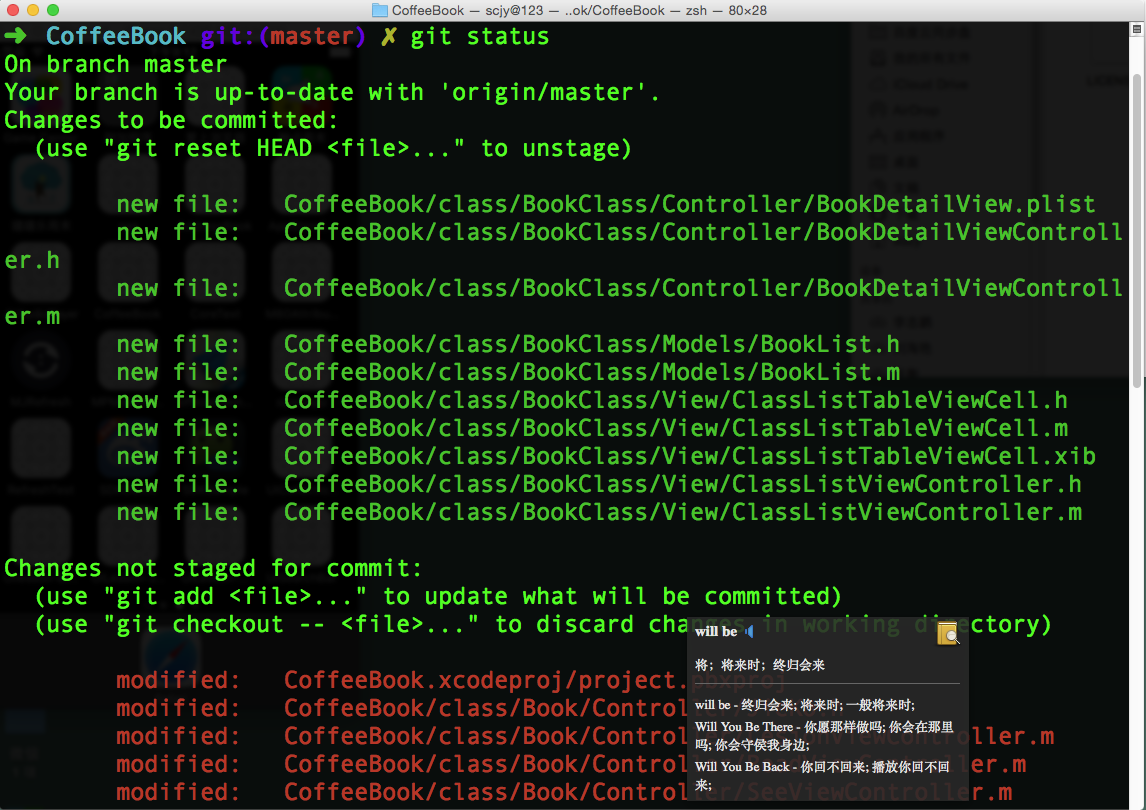 CoffeeBook — scjy@123 — ..ok/CoffeeBook — zsh — 80×28
➜ CoffeeBook git:(master) ✗ git status
On branch master
Your branch is up-to-date with 'origin/master'.
Changes to be committed:
(use "git reset HEAD <file>..." to unstage)
new file: CoffeeBook/class/BookClass/Controller/BookDetailView.plist
new file: CoffeeBook/class/BookClass/Controller/BookDetailViewControll
er.h
new file: CoffeeBook/class/BookClass/Controller/BookDetailViewControll
er.m
new file: CoffeeBook/class/BookClass/Models/BookList.h
new file: CoffeeBook/class/BookClass/Models/BookList.m
new file: CoffeeBook/class/BookClass/View/ClassListTableViewCell.h
new file: CoffeeBook/class/BookClass/View/ClassListTableViewCell.m
new file: CoffeeBook/class/BookClass/View/ClassListTableViewCell.xib
new file: CoffeeBook/class/BookClass/View/ClassListViewController.h
new file: CoffeeBook/class/BookClass/View/ClassListViewController.m
Changes not staged for commit:
(use "git add <file>..." to update what will be committed)
(use "git checkout -- <file>..." to discard changes in working directory)
modified: CoffeeBook.xcodeproj/project.pbxproj
modified: CoffeeBook/class/Book/Control
modified: CoffeeBook/class/Book/Control
modified: CoffeeBook/class/Book/Control
modified: CoffeeBook/class/Book/Controller/SeeViewController.m
will be
将；将来时；终归会来
will be - 终归会来; 将来时; 一般将来时;
Will You Be There - 你愿那样做吗; 你会在那里
吗; 你会守侯我身边;
Will You Be Back - 你回不回来; 播放你回不回
来;